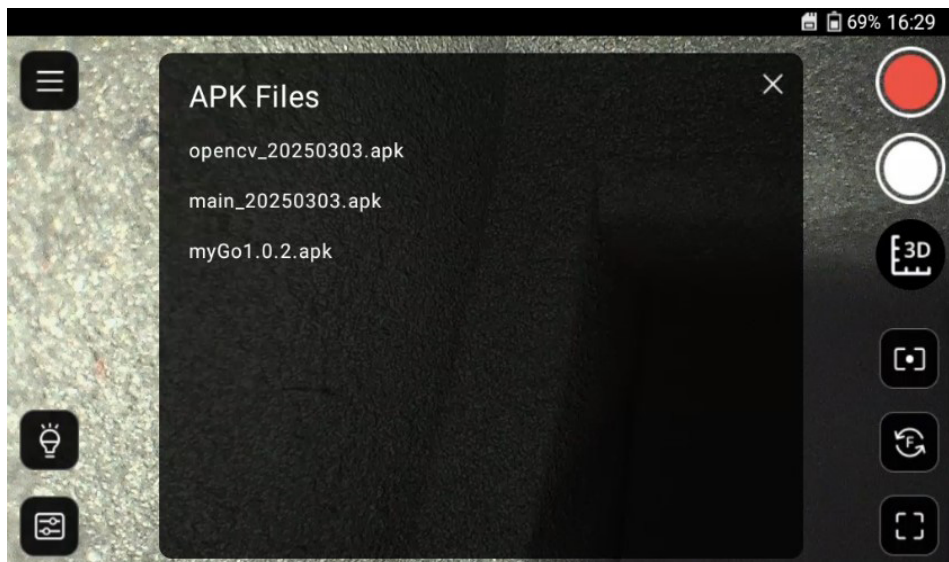 69% 16:29
APK Files
opencv_20250303.apk
main_20250303.apk
myGo1.0.2.apk
3D
F